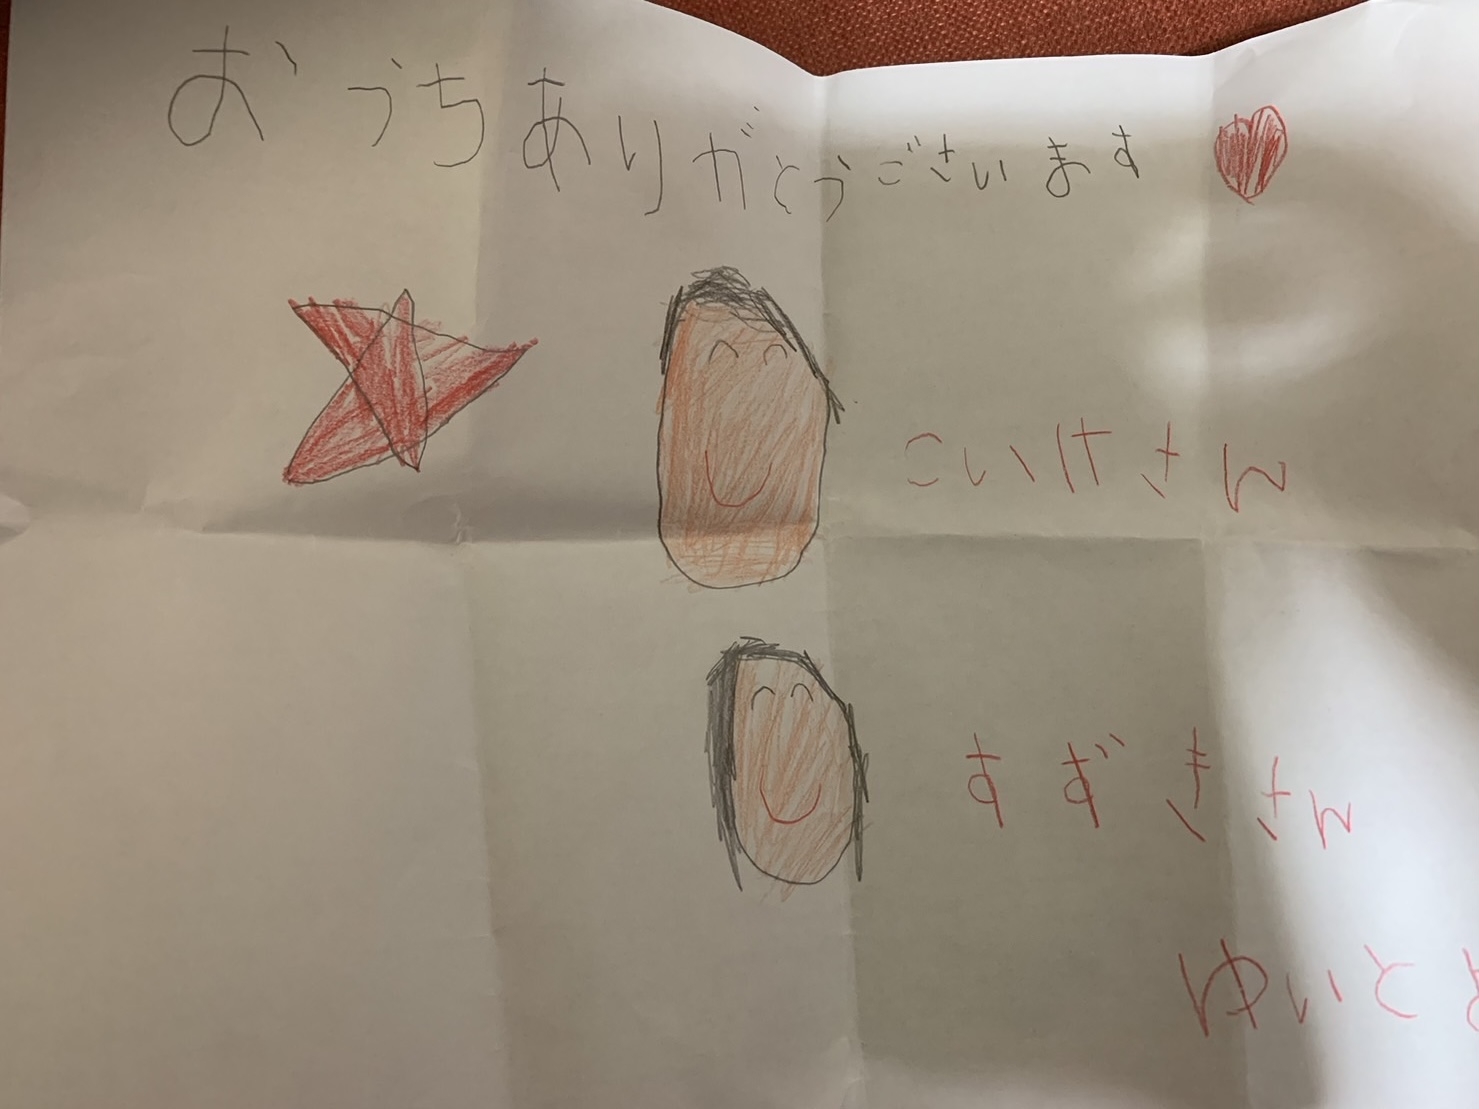 おうちありがとうございます
こいけさん
すずきさん
ゆいとと